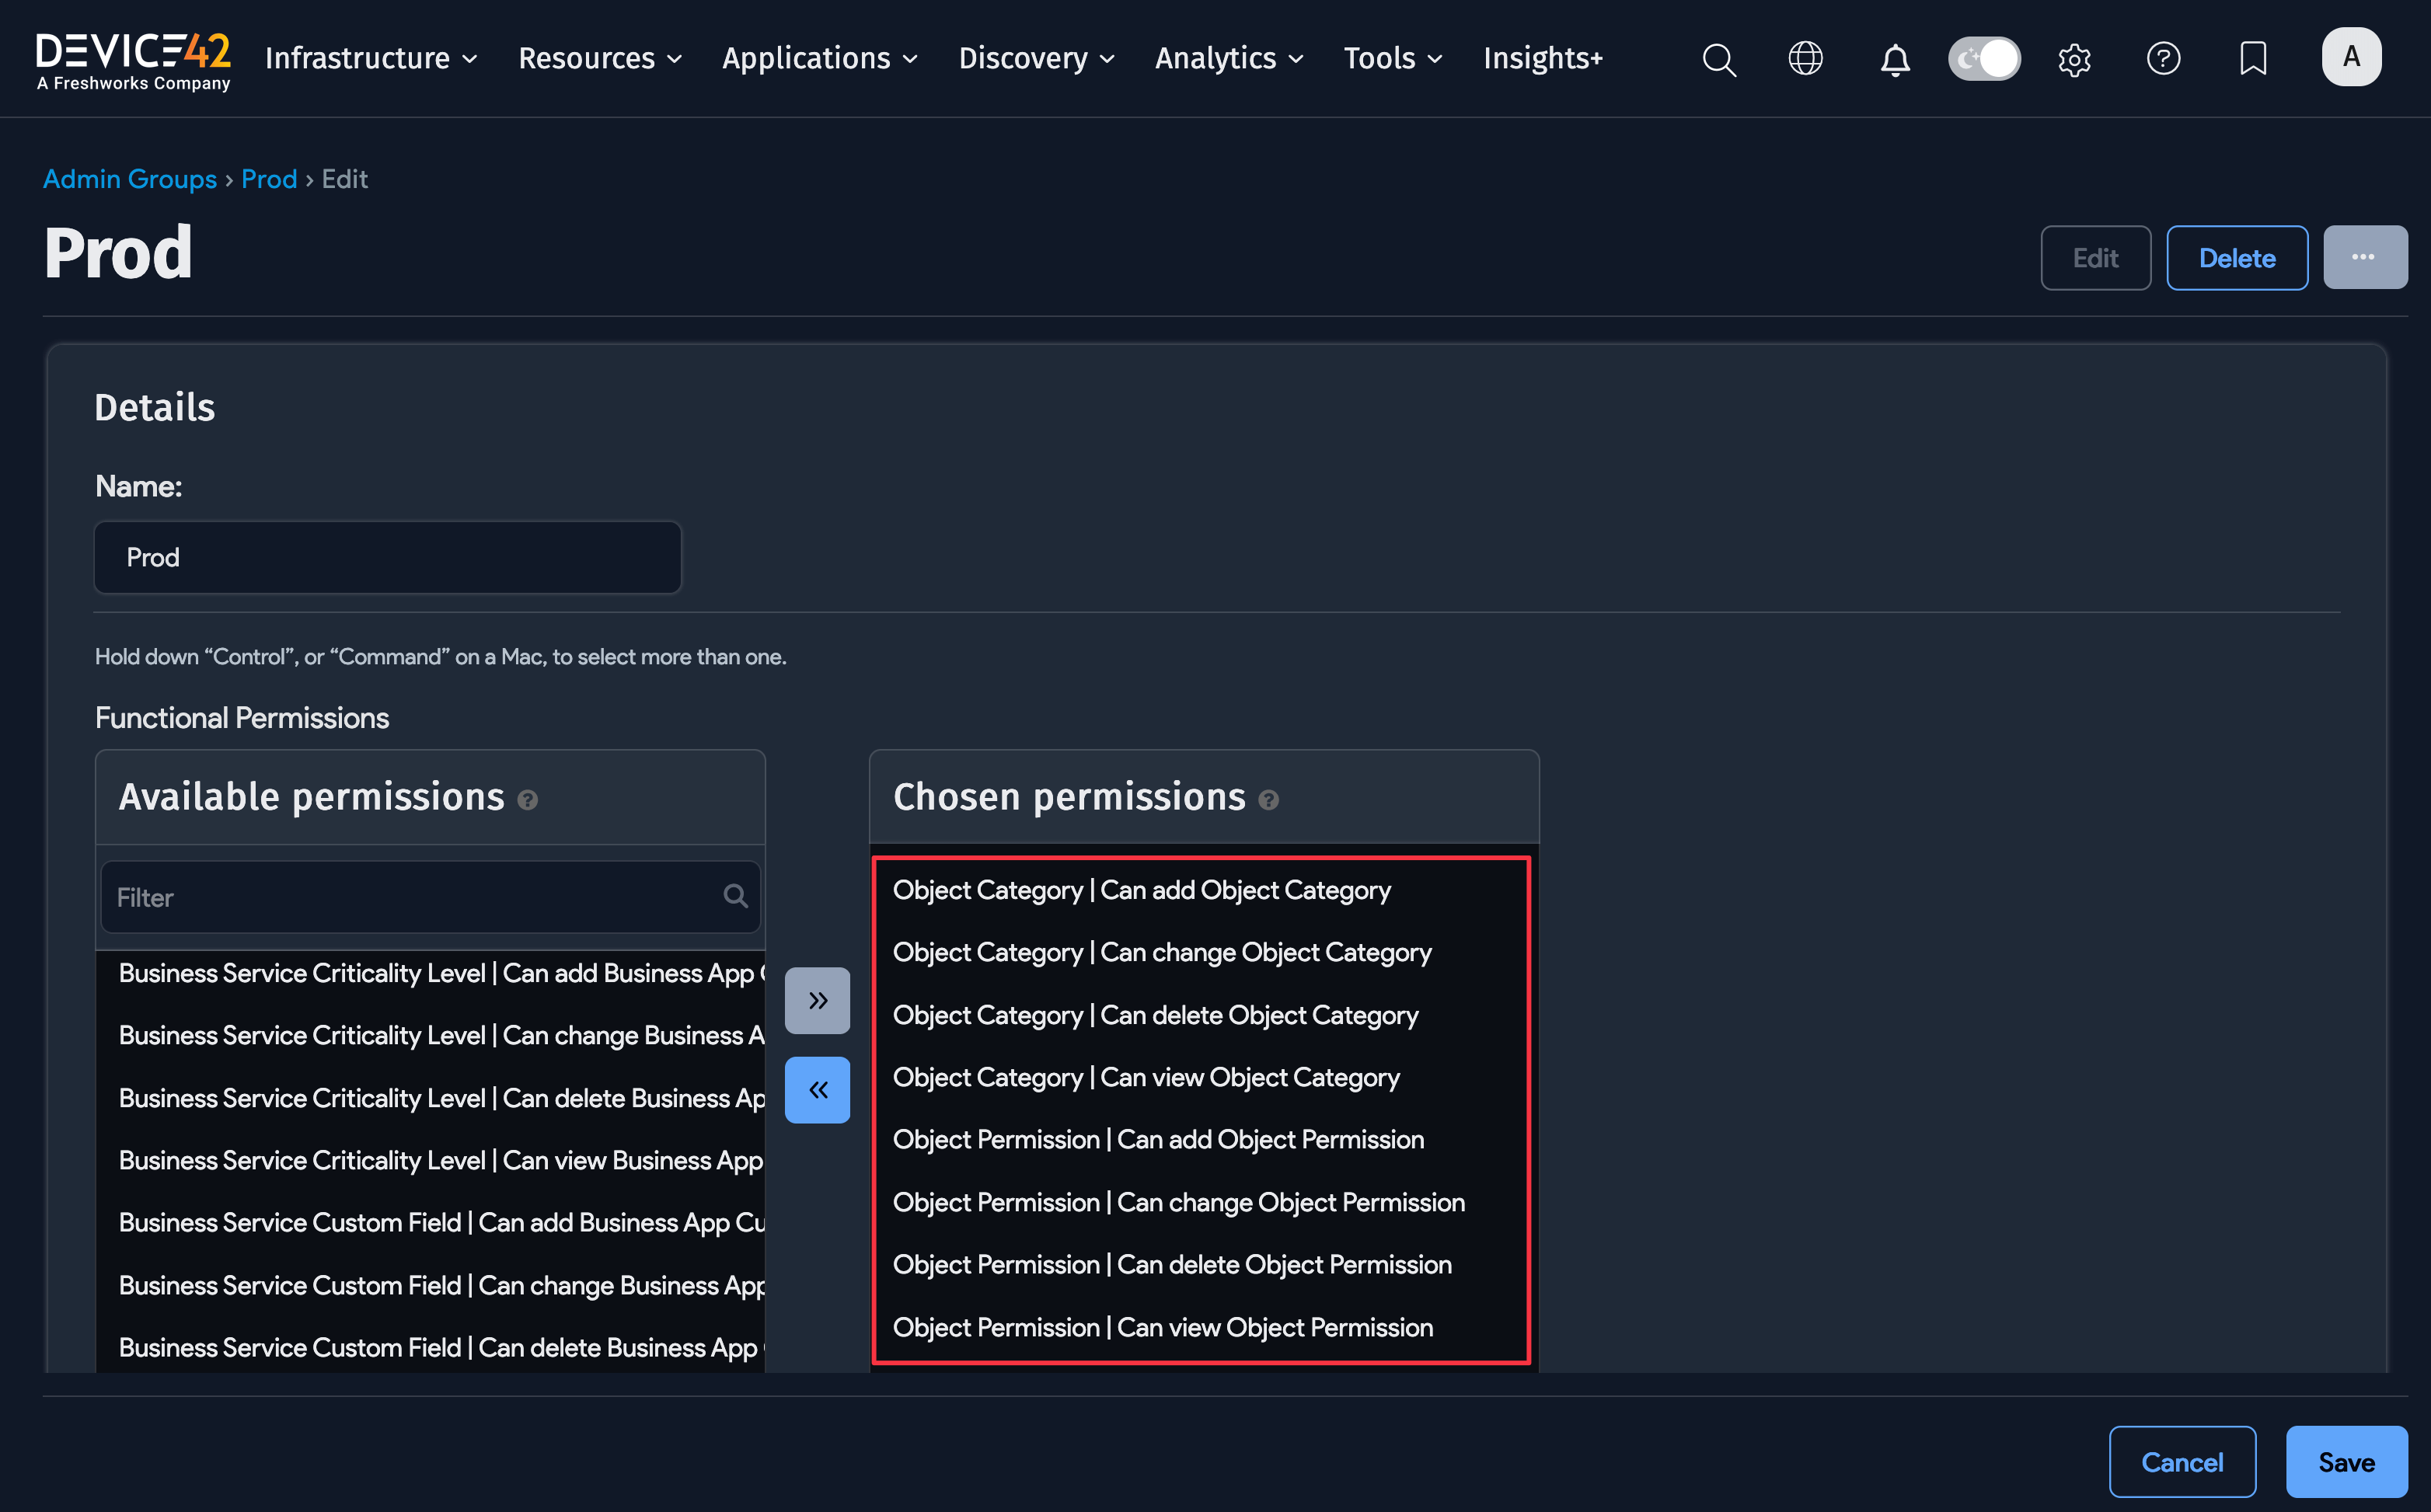 DEVICE42
A Freshworks Company
Infrastructure
Resources
Applications
Discovery
Analytics
Tools
Insights+
A
Admin Groups › Prod › Edit
Prod
Edit
Delete
...
Details
Name:
Prod
Hold down “Control”, or “Command” on a Mac, to select more than one.
Functional Permissions
Available permissions ?
Filter
Business Service Criticality Level | Can add Business App
Business Service Criticality Level | Can change Business A
Business Service Criticality Level | Can delete Business Ap
Business Service Criticality Level | Can view Business App
Business Service Custom Field | Can add Business App Cu
Business Service Custom Field | Can change Business App
Business Service Custom Field | Can delete Business App
»
«
Chosen permissions ?
Object Category | Can add Object Category
Object Category | Can change Object Category
Object Category | Can delete Object Category
Object Category | Can view Object Category
Object Permission | Can add Object Permission
Object Permission | Can change Object Permission
Object Permission | Can delete Object Permission
Object Permission | Can view Object Permission
Cancel
Save